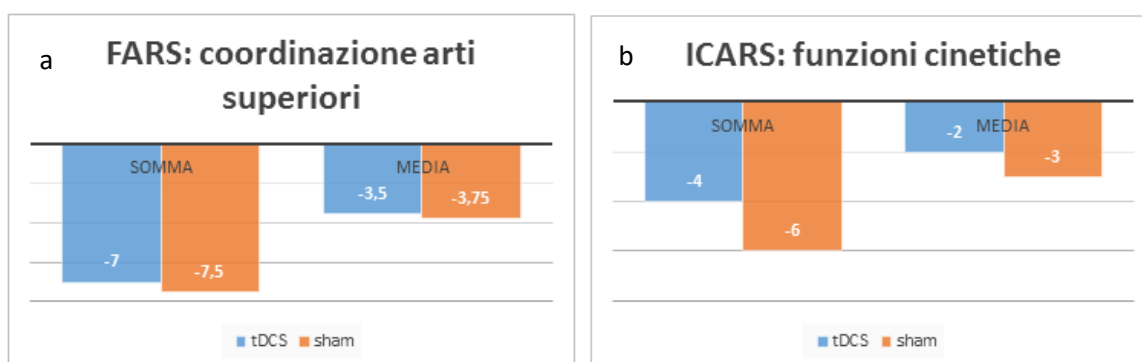 a
FARS: coordinazione arti
superiori
SOMMA
MEDIA
-3,5
-3,75
-7
-7,5
tDCS
sham
b
ICARS: funzioni cinetiche
SOMMA
-2
MEDIA
-3
-4
-6
tDCS
sham